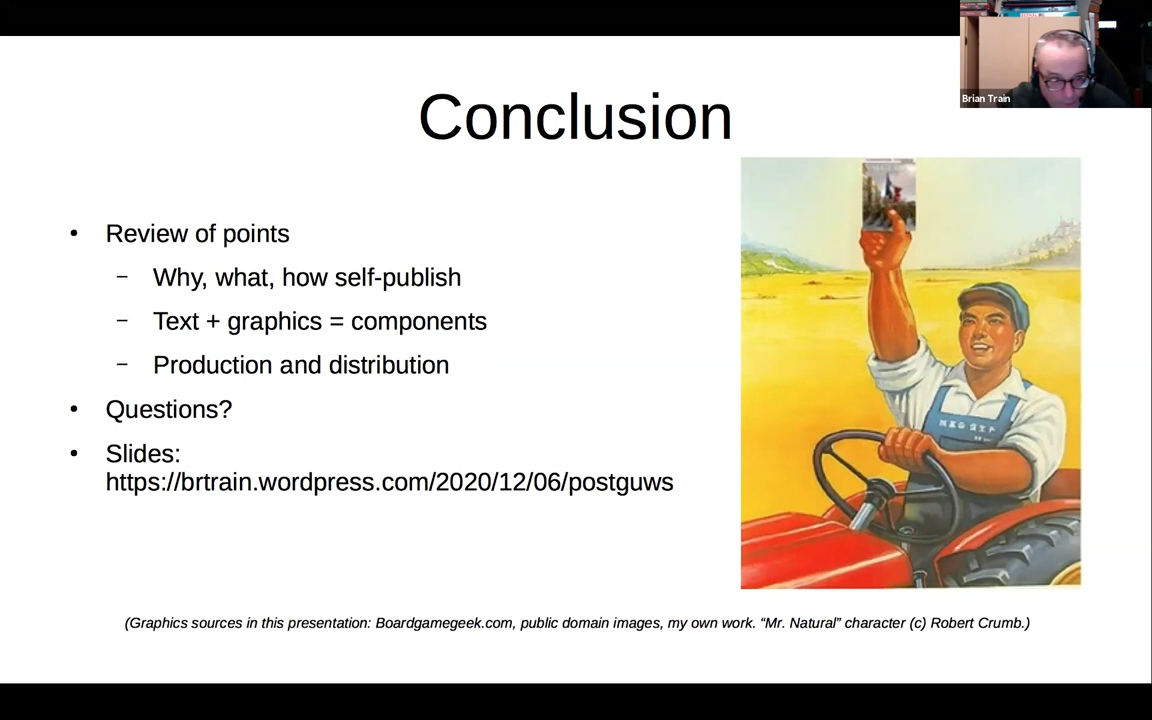 Conclusion
Brian Train
• Review of points
– Why, what, how self-publish
– Text + graphics = components
– Production and distribution
• Questions?
• Slides:
https://brtrain.wordpress.com/2020/12/06/postguws
(Graphics sources in this presentation: Boardgamegeek.com, public domain images, my own work. “Mr. Natural” character (c) Robert Crumb.)